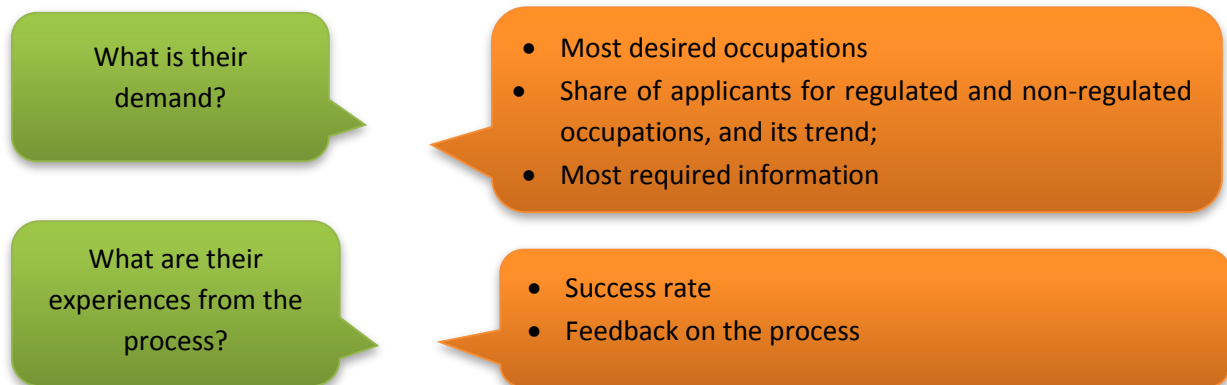 What is their
demand?
• Most desired occupations
• Share of applicants for regulated and non-regulated
occupations, and its trend;
• Most required information
What are their
experiences from the
process?
• Success rate
• Feedback on the process